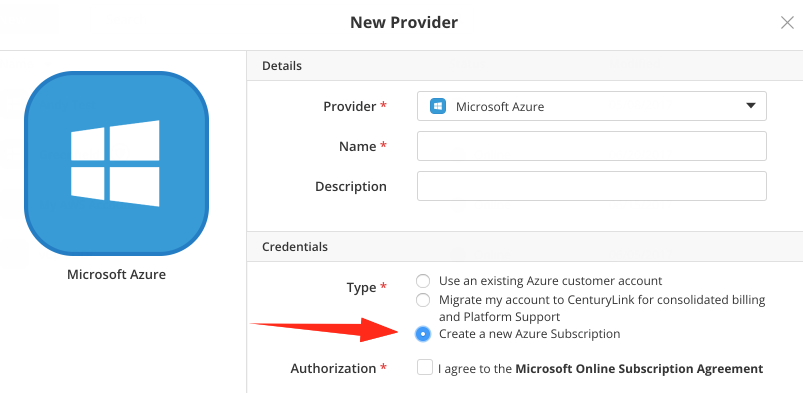 New Provider
Details
Provider *
Microsoft Azure
Name *
Description
Microsoft Azure
Credentials
Type *
Use an existing Azure customer account
Migrate my account to CenturyLink for consolidated billing
and Platform Support
Create a new Azure Subscription
Authorization *
I agree to the Microsoft Online Subscription Agreement